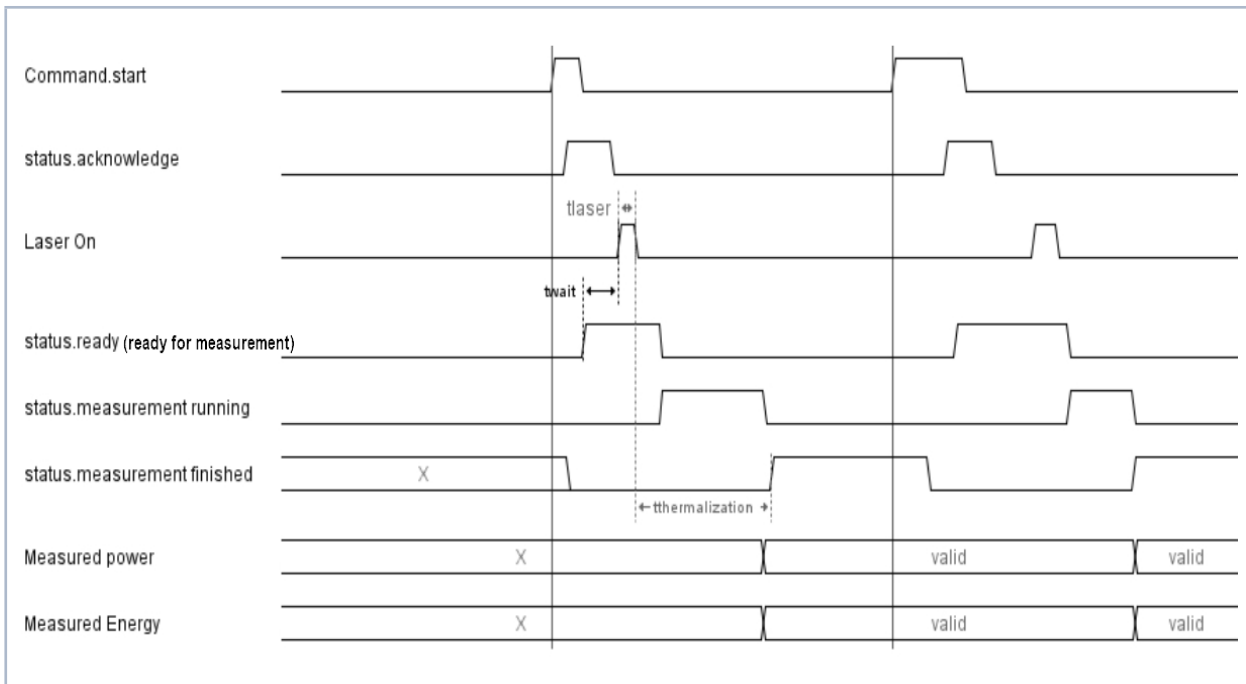 Command.start
status.acknowledge
tlaser
Laser On
twait
status.ready (ready for measurement)
status.measurement running
status.measurement finished
X
tthermalization
Measured power
X
valid
valid
Measured Energy
X
valid
valid